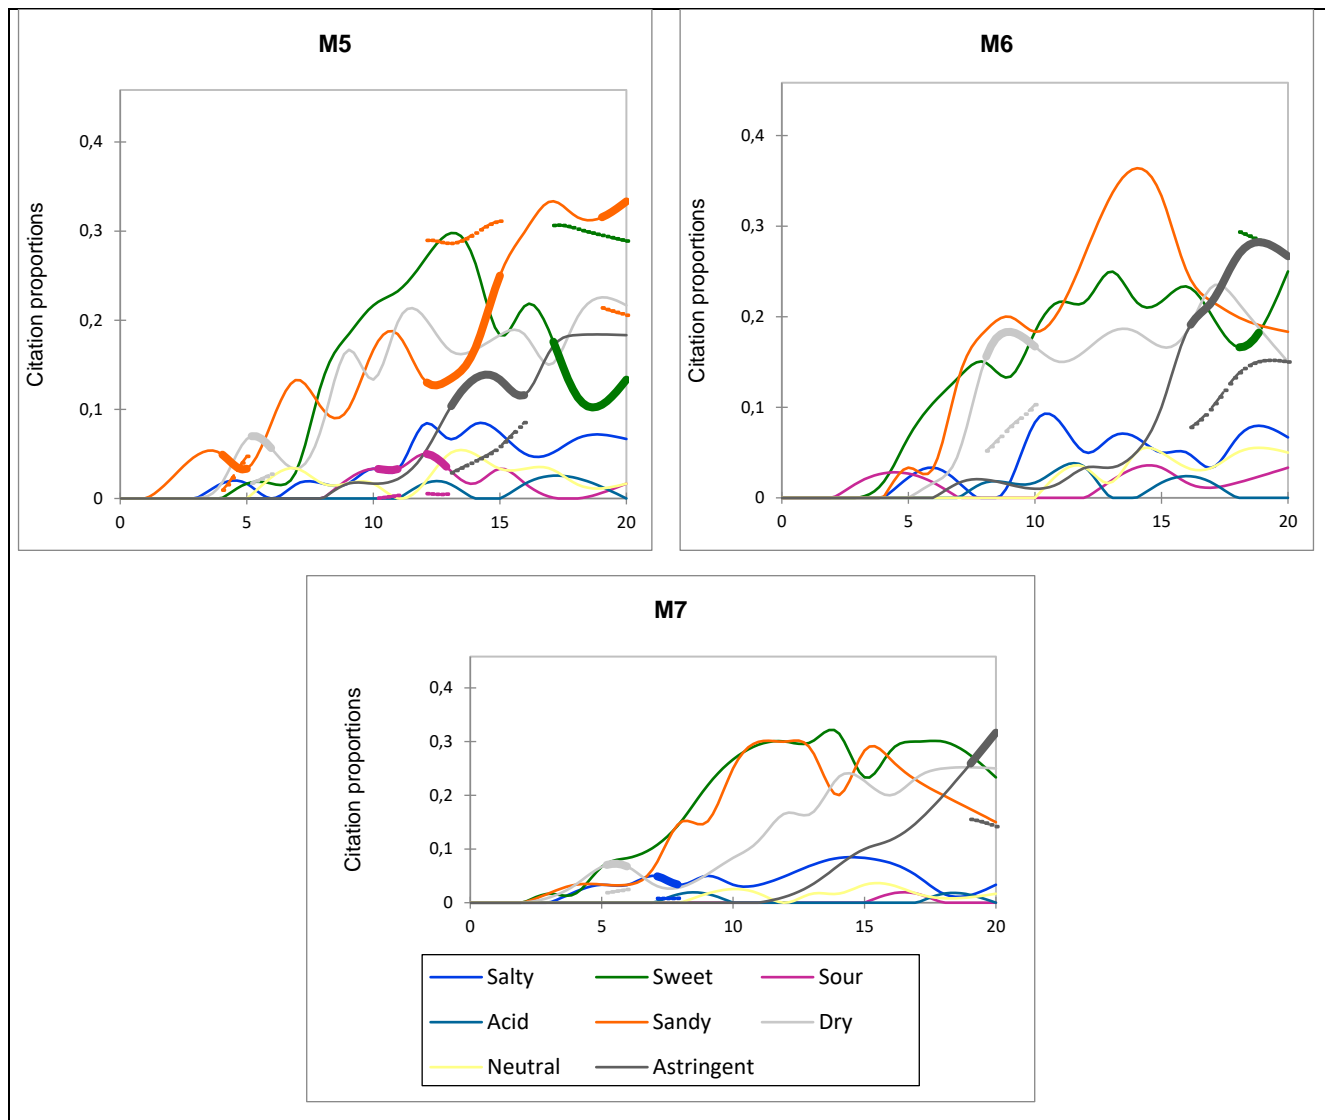 M5
Citation proportions
0,4
0,3
0,2
0,1
0
0 5 10 15 20
M6
Citation proportions
0,4
0,3
0,2
0,1
0
0 5 10 15 20
M7
Citation proportions
0,4
0,3
0,2
0,1
0
0 5 10 15 20
Salty Sweet Sour
Acid Sandy Dry
Neutral Astringent